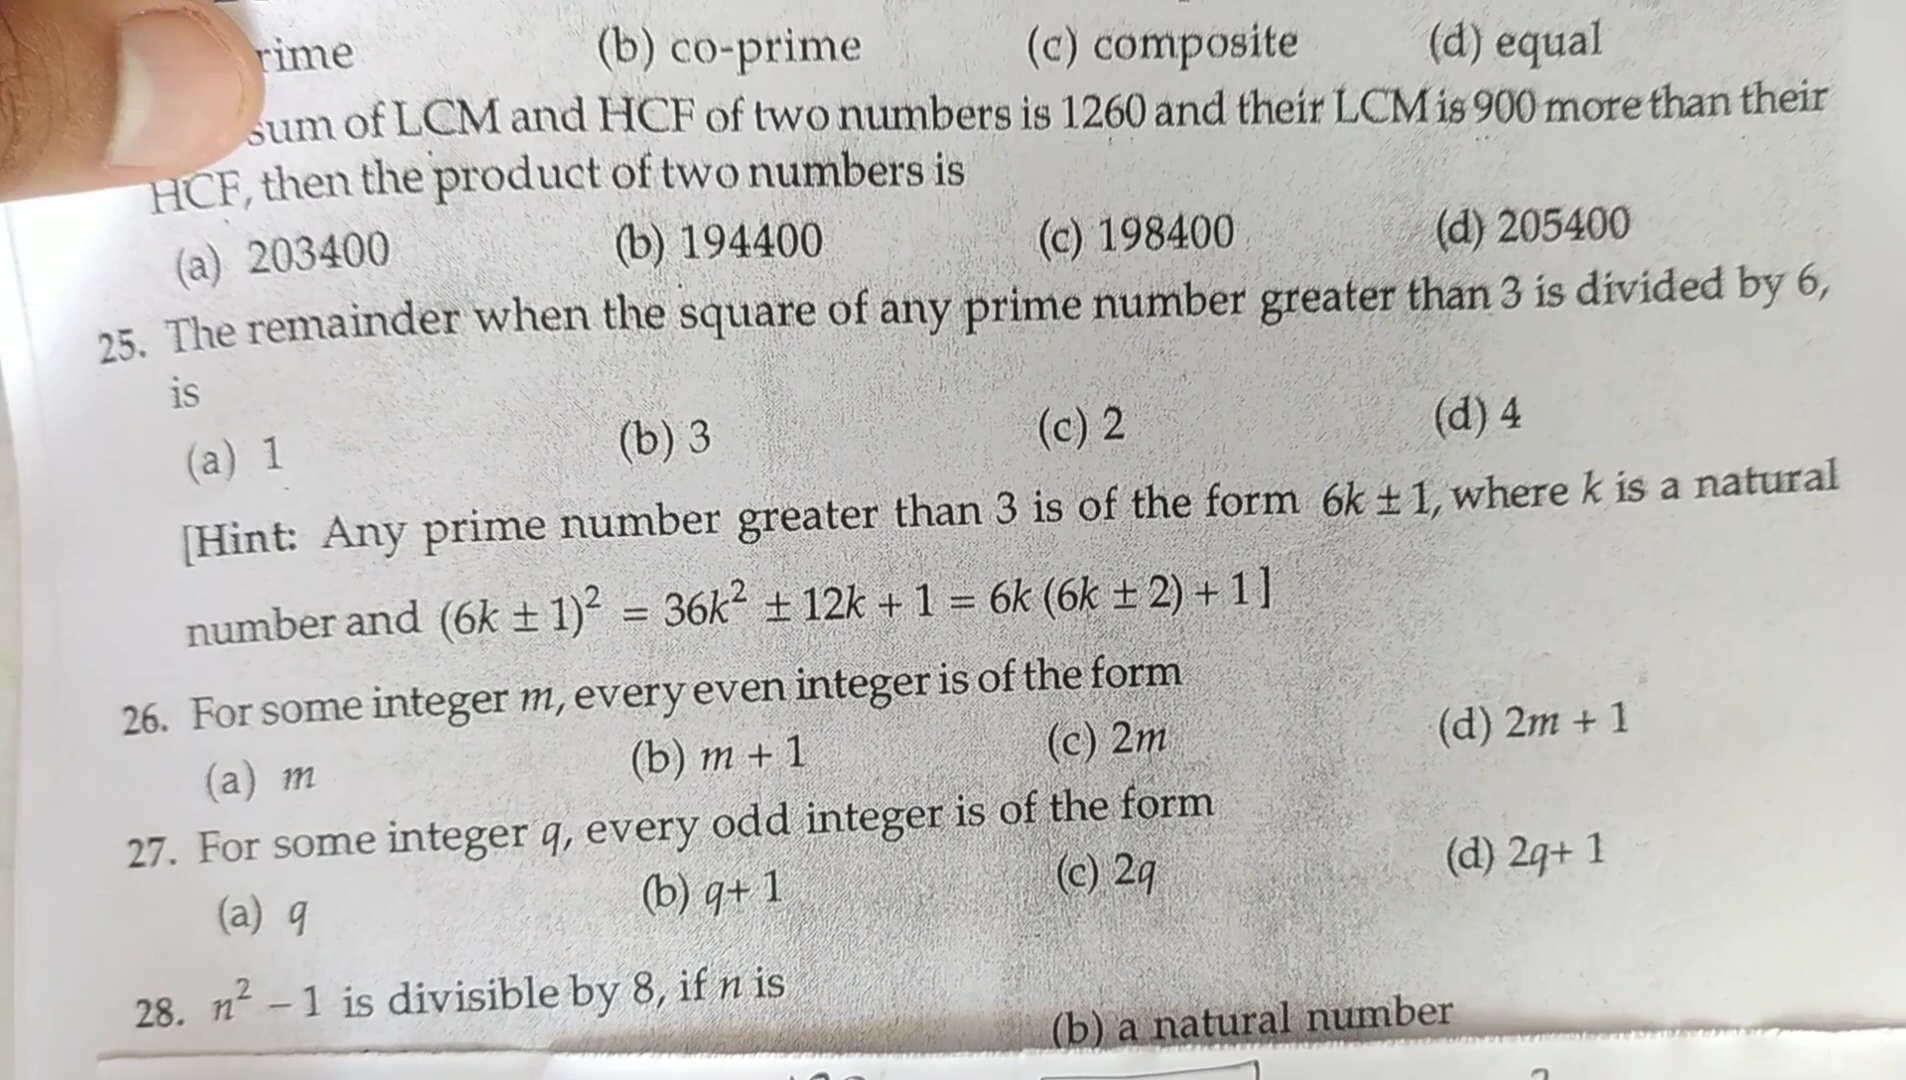 rime (b) co-prime (c) composite (d) equal
sum of LCM and HCF of two numbers is 1260 and their LCM is 900 more than their
HCF, then the product of two numbers is
(a) 203400 (b) 194400 (c) 198400 (d) 205400
25. The remainder when the square of any prime number greater than 3 is divided by 6,
is
(a) 1 (b) 3 (c) 2 (d) 4
[Hint: Any prime number greater than 3 is of the form 6k ± 1, where k is a natural
number and (6k ± 1)² = 36k² ± 12k + 1 = 6k (6k ± 2) + 1]
26. For some integer m, every even integer is of the form
(a) m (b) m + 1 (c) 2m (d) 2m + 1
27. For some integer q, every odd integer is of the form
(a) q (b) q+ 1 (c) 2q (d) 2q+ 1
28. n² – 1 is divisible by 8, if n is
(b) a natural number